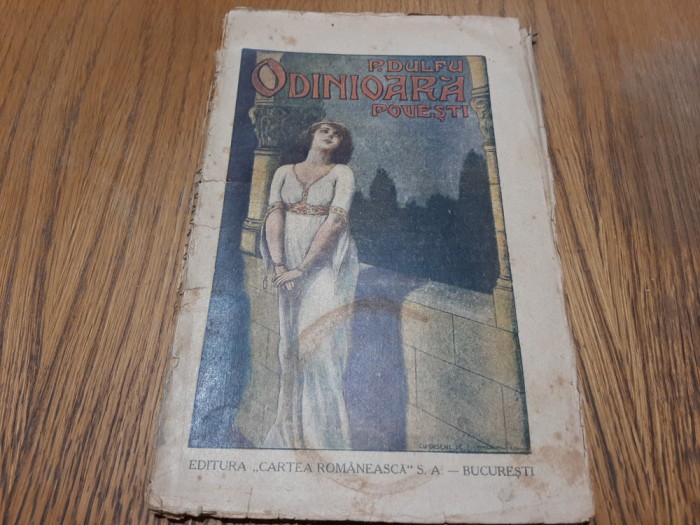 P. DULFU
ODINIOARĂ
POVEȘTI
EDITURA „CARTEA ROMÂNEASCĂ" S. A. — BUCUREȘTI